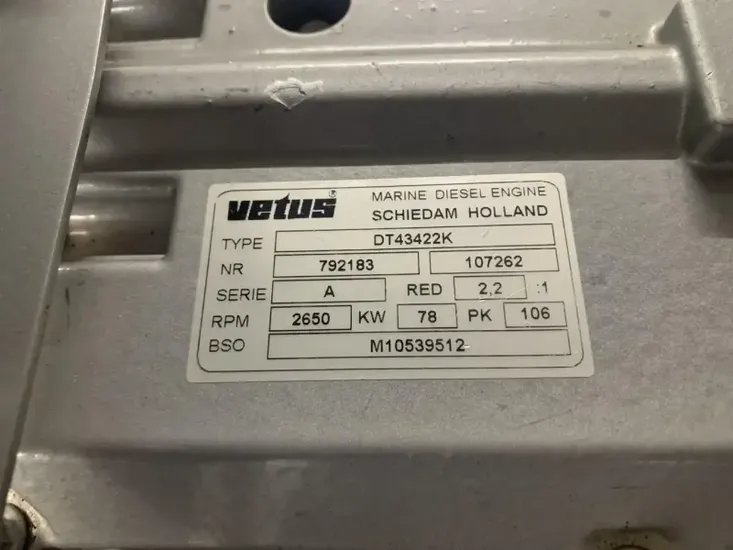 vetus MARINE DIESEL ENGINE
SCHIEDAM HOLLAND
TYPE DT43422K
NR 792183 107262
SERIE A RED 2,2 :1
RPM 2650 KW 78 PK 106
BSO M10539512